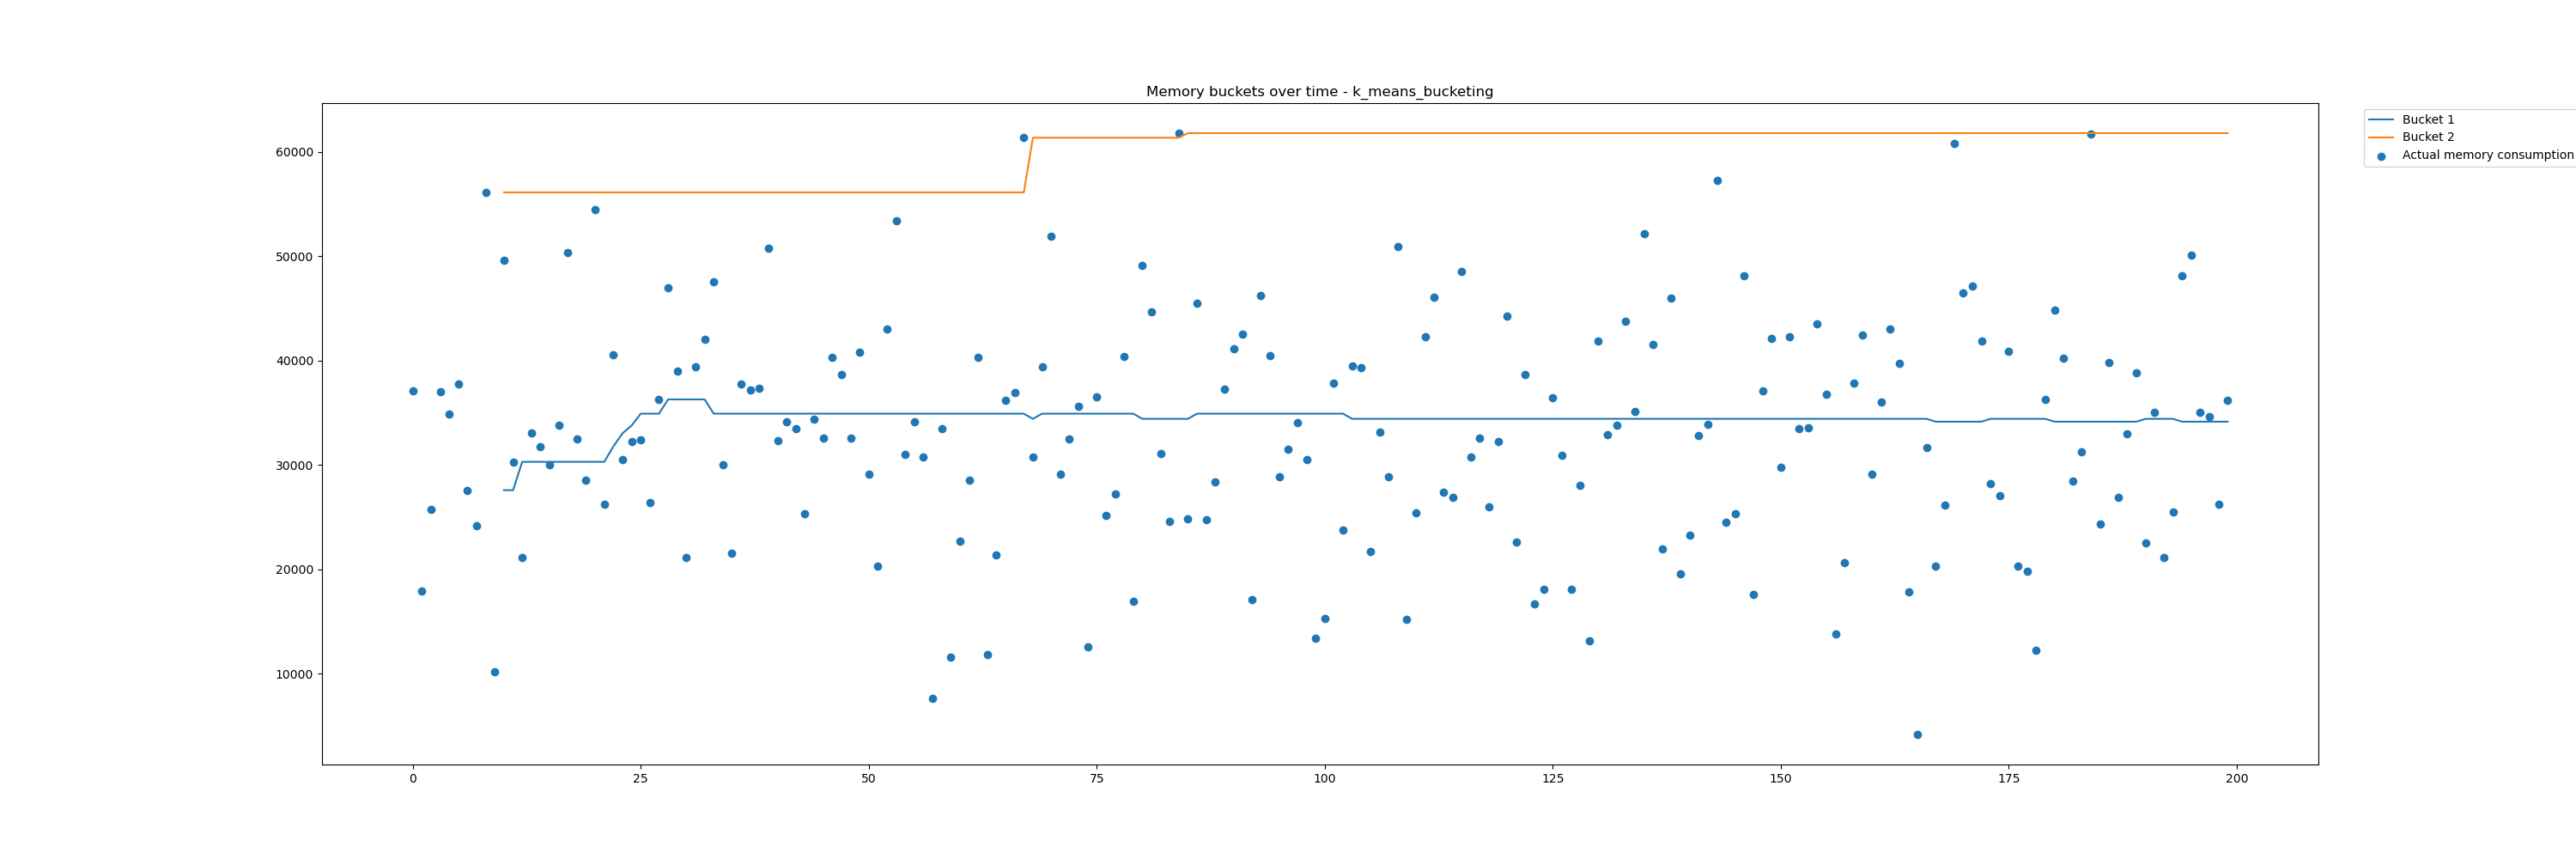 Memory buckets over time - k_means_bucketing
Bucket 1
Bucket 2
Actual memory consumption
60000
50000
40000
30000
20000
10000
0 25 50 75 100 125 150 175 200